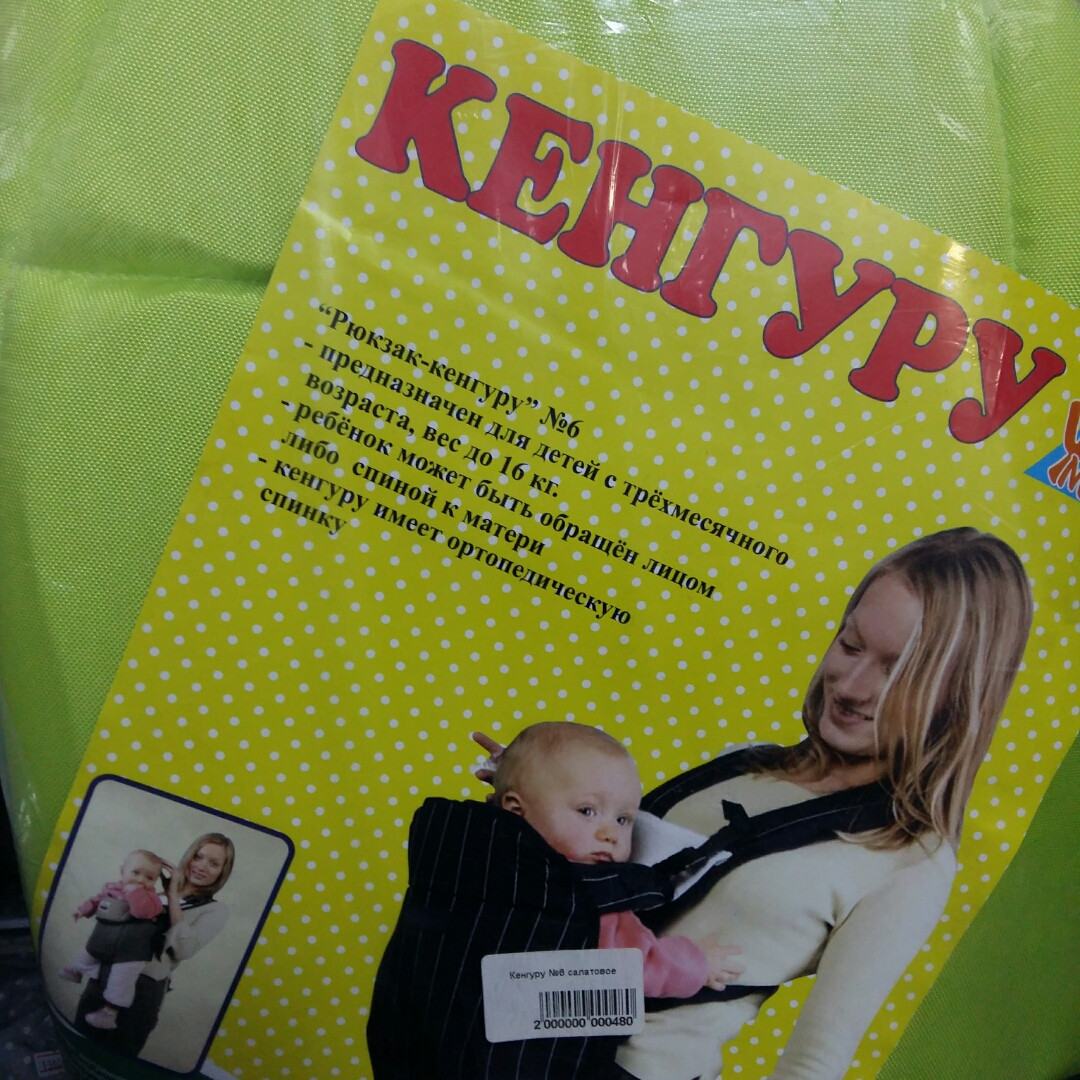 КЕНГУРУ
“Рюкзак-кенгуру” №6
- предназначен для детей с трёхмесячного
возраста, вес до 16 кг.
- ребёнок может быть обращён лицом
либо спиной к матери
- кенгуру имеет ортопедическую
спинку
Кенгуру №6 салатовое
2 000000 000480